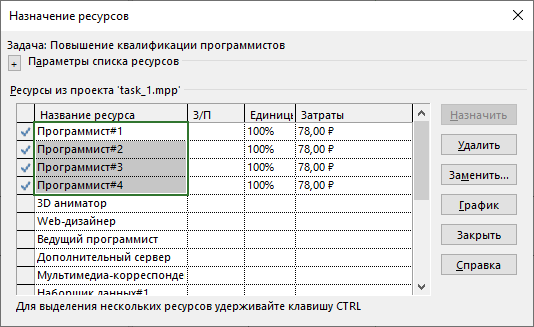 Назначение ресурсов
Задача: Повышение квалификации программистов
+ Параметры списка ресурсов
Ресурсы из проекта 'task_1.mpp'
Название ресурса З/П Единицы Затраты
Программист#1 100% 78,00 ₽
Программист#2 100% 78,00 ₽
Программист#3 100% 78,00 ₽
Программист#4 100% 78,00 ₽
3D аниматор
Web-дизайнер
Ведущий программист
Дополнительный сервер
Мультимедиа-корреспонде
Наборщик данных#1
Назначить
Удалить
Заменить...
График
Закрыть
Справка
Для выделения нескольких ресурсов удерживайте клавишу CTRL